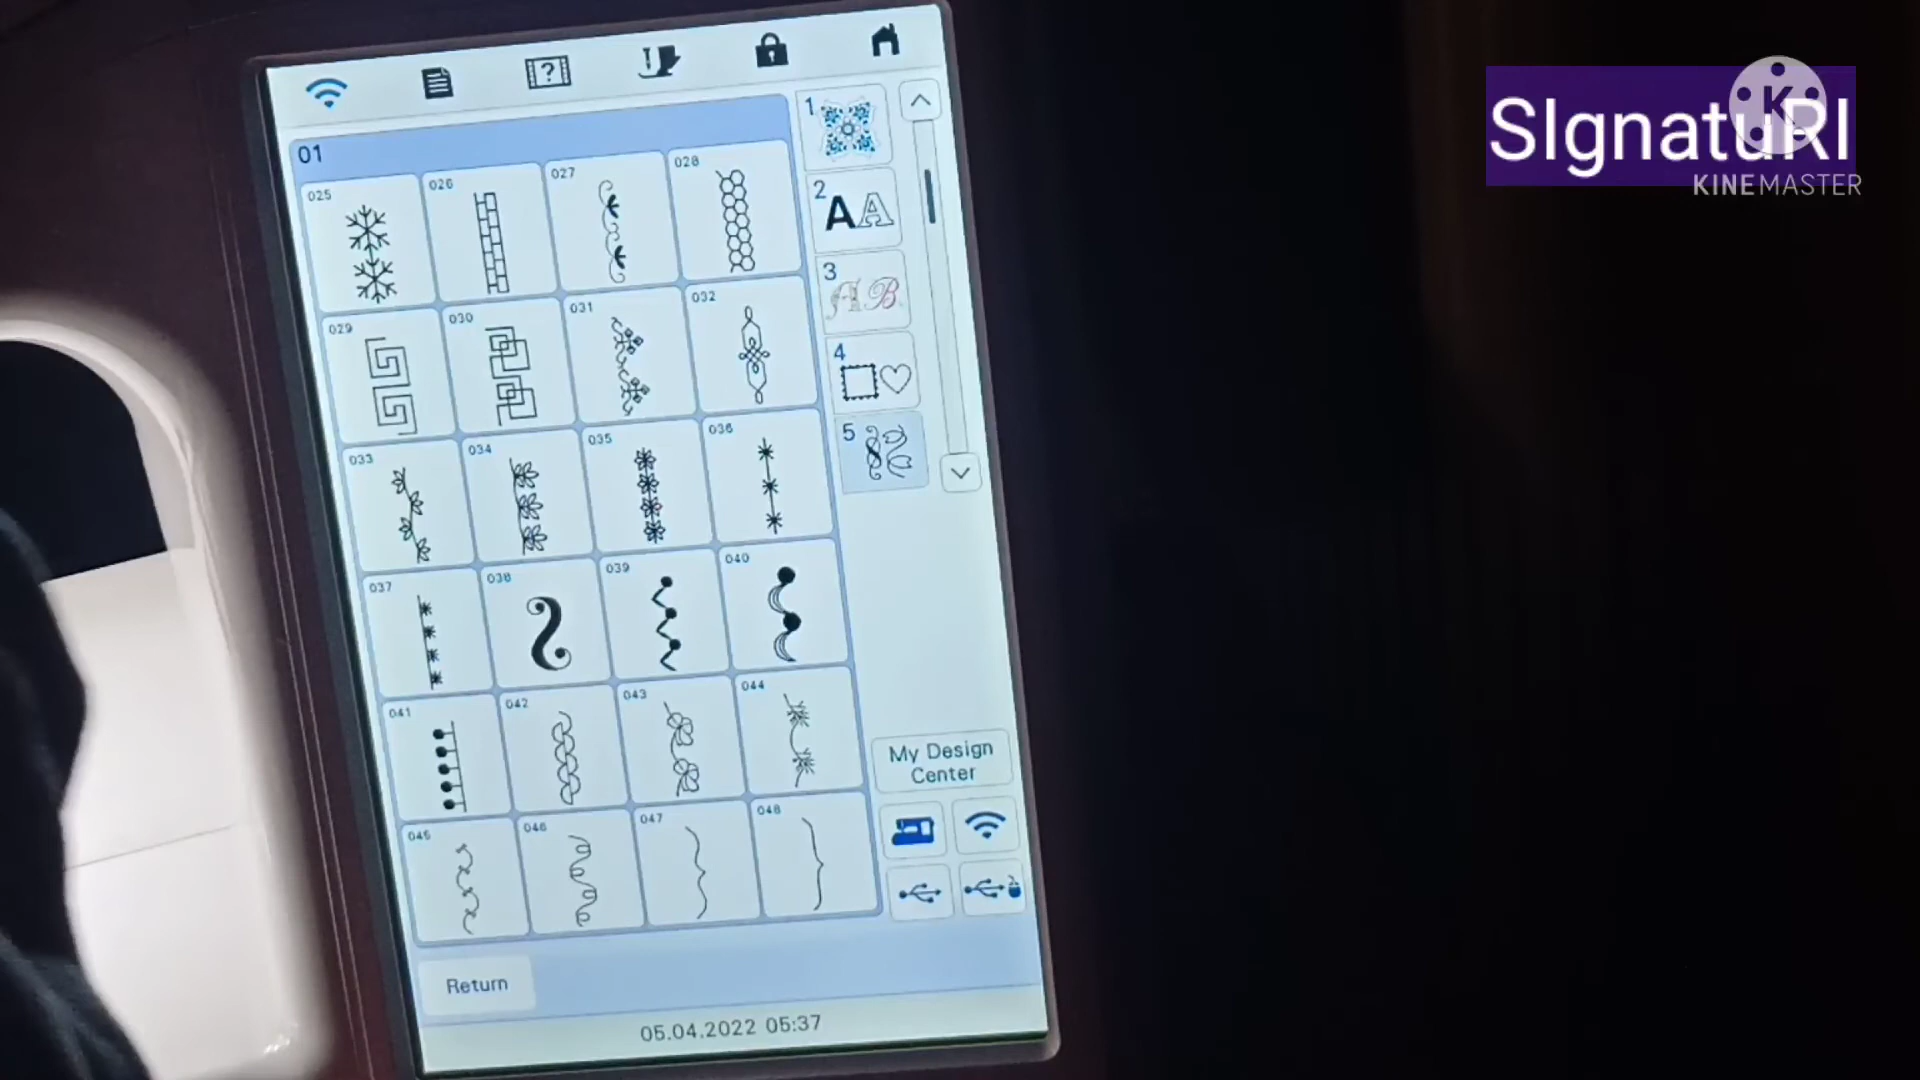 SIgnatuRI
KINEMASTER
01
025 026 027 028
029 030 031 032
033 034 035 036
037 038 039 040
041 042 043 044
045 046 047 048
1
2 AA
3 AB
4
5
My Design
Center
Return
05.04.2022 05:37